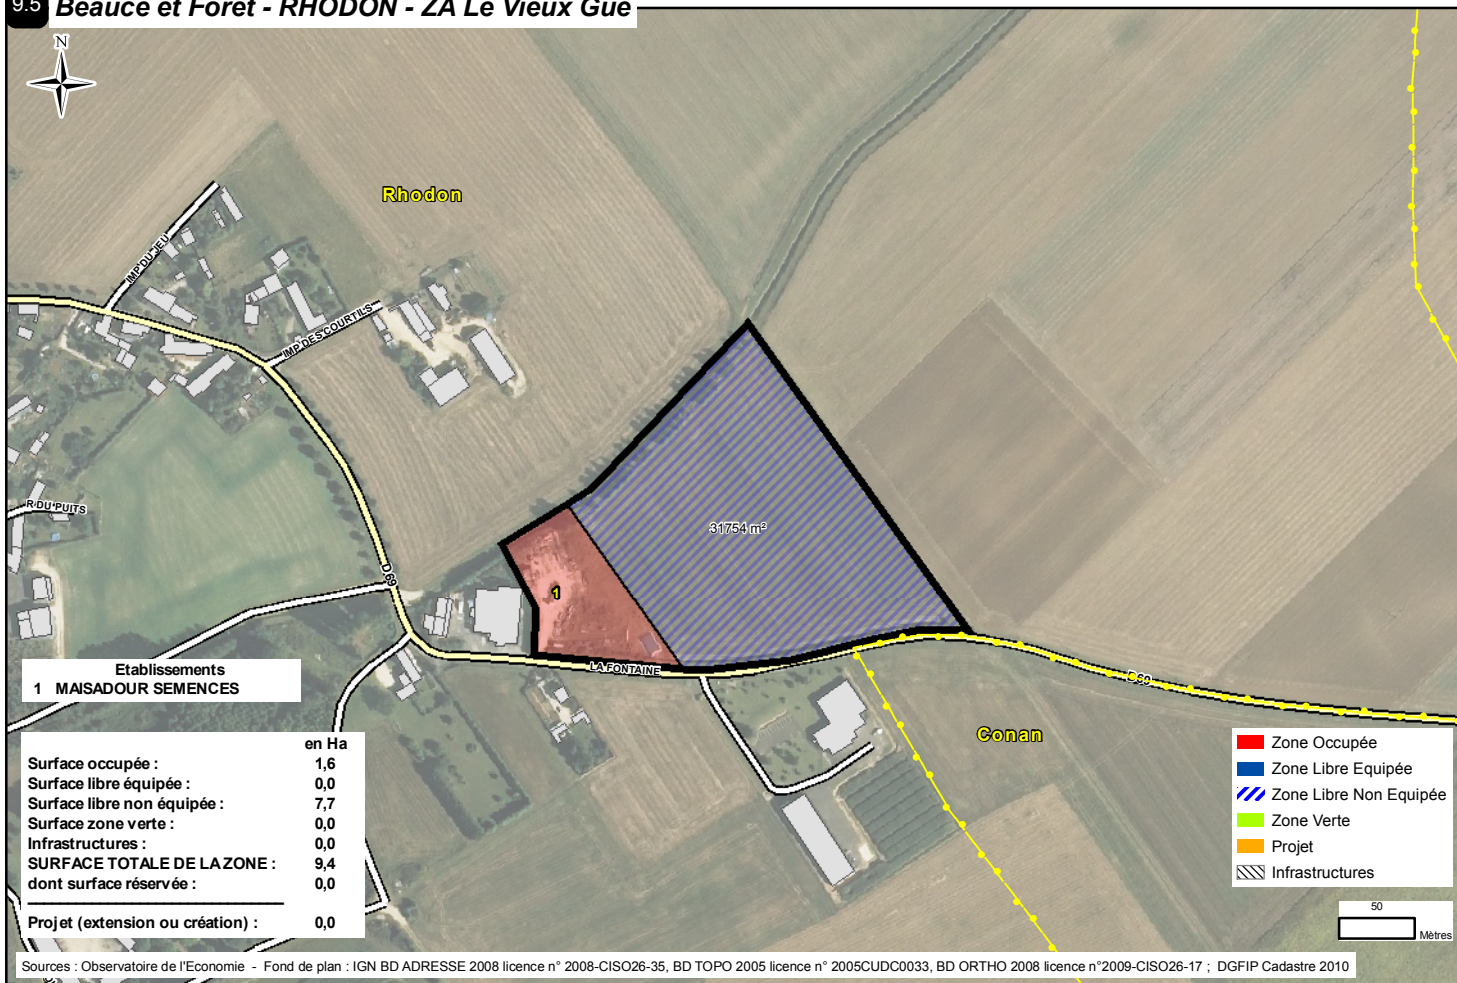 9.5 Beauce et Forêt - RHODON - ZA Le Vieux Gué
N
Rhodon
IMP DU JEU
IMP DES COURTILS
R DU PUITS
D 69
31754 m²
1
LA FONTAINE
D 69
Conan
Etablissements
1 MAISADOUR SEMENCES
en Ha
Surface occupée : 1,6
Surface libre équipée : 0,0
Surface libre non équipée : 7,7
Surface zone verte : 0,0
Infrastructures : 0,0
SURFACE TOTALE DE LA ZONE : 9,4
dont surface réservée : 0,0
Projet (extension ou création) : 0,0
Zone Occupée
Zone Libre Equipée
Zone Libre Non Equipée
Zone Verte
Projet
Infrastructures
50
Mètres
Sources : Observatoire de l'Economie - Fond de plan : IGN BD ADRESSE 2008 licence n° 2008-CISO26-35, BD TOPO 2005 licence n° 2005CUDC0033, BD ORTHO 2008 licence n°2009-CISO26-17 ; DGFIP Cadastre 2010